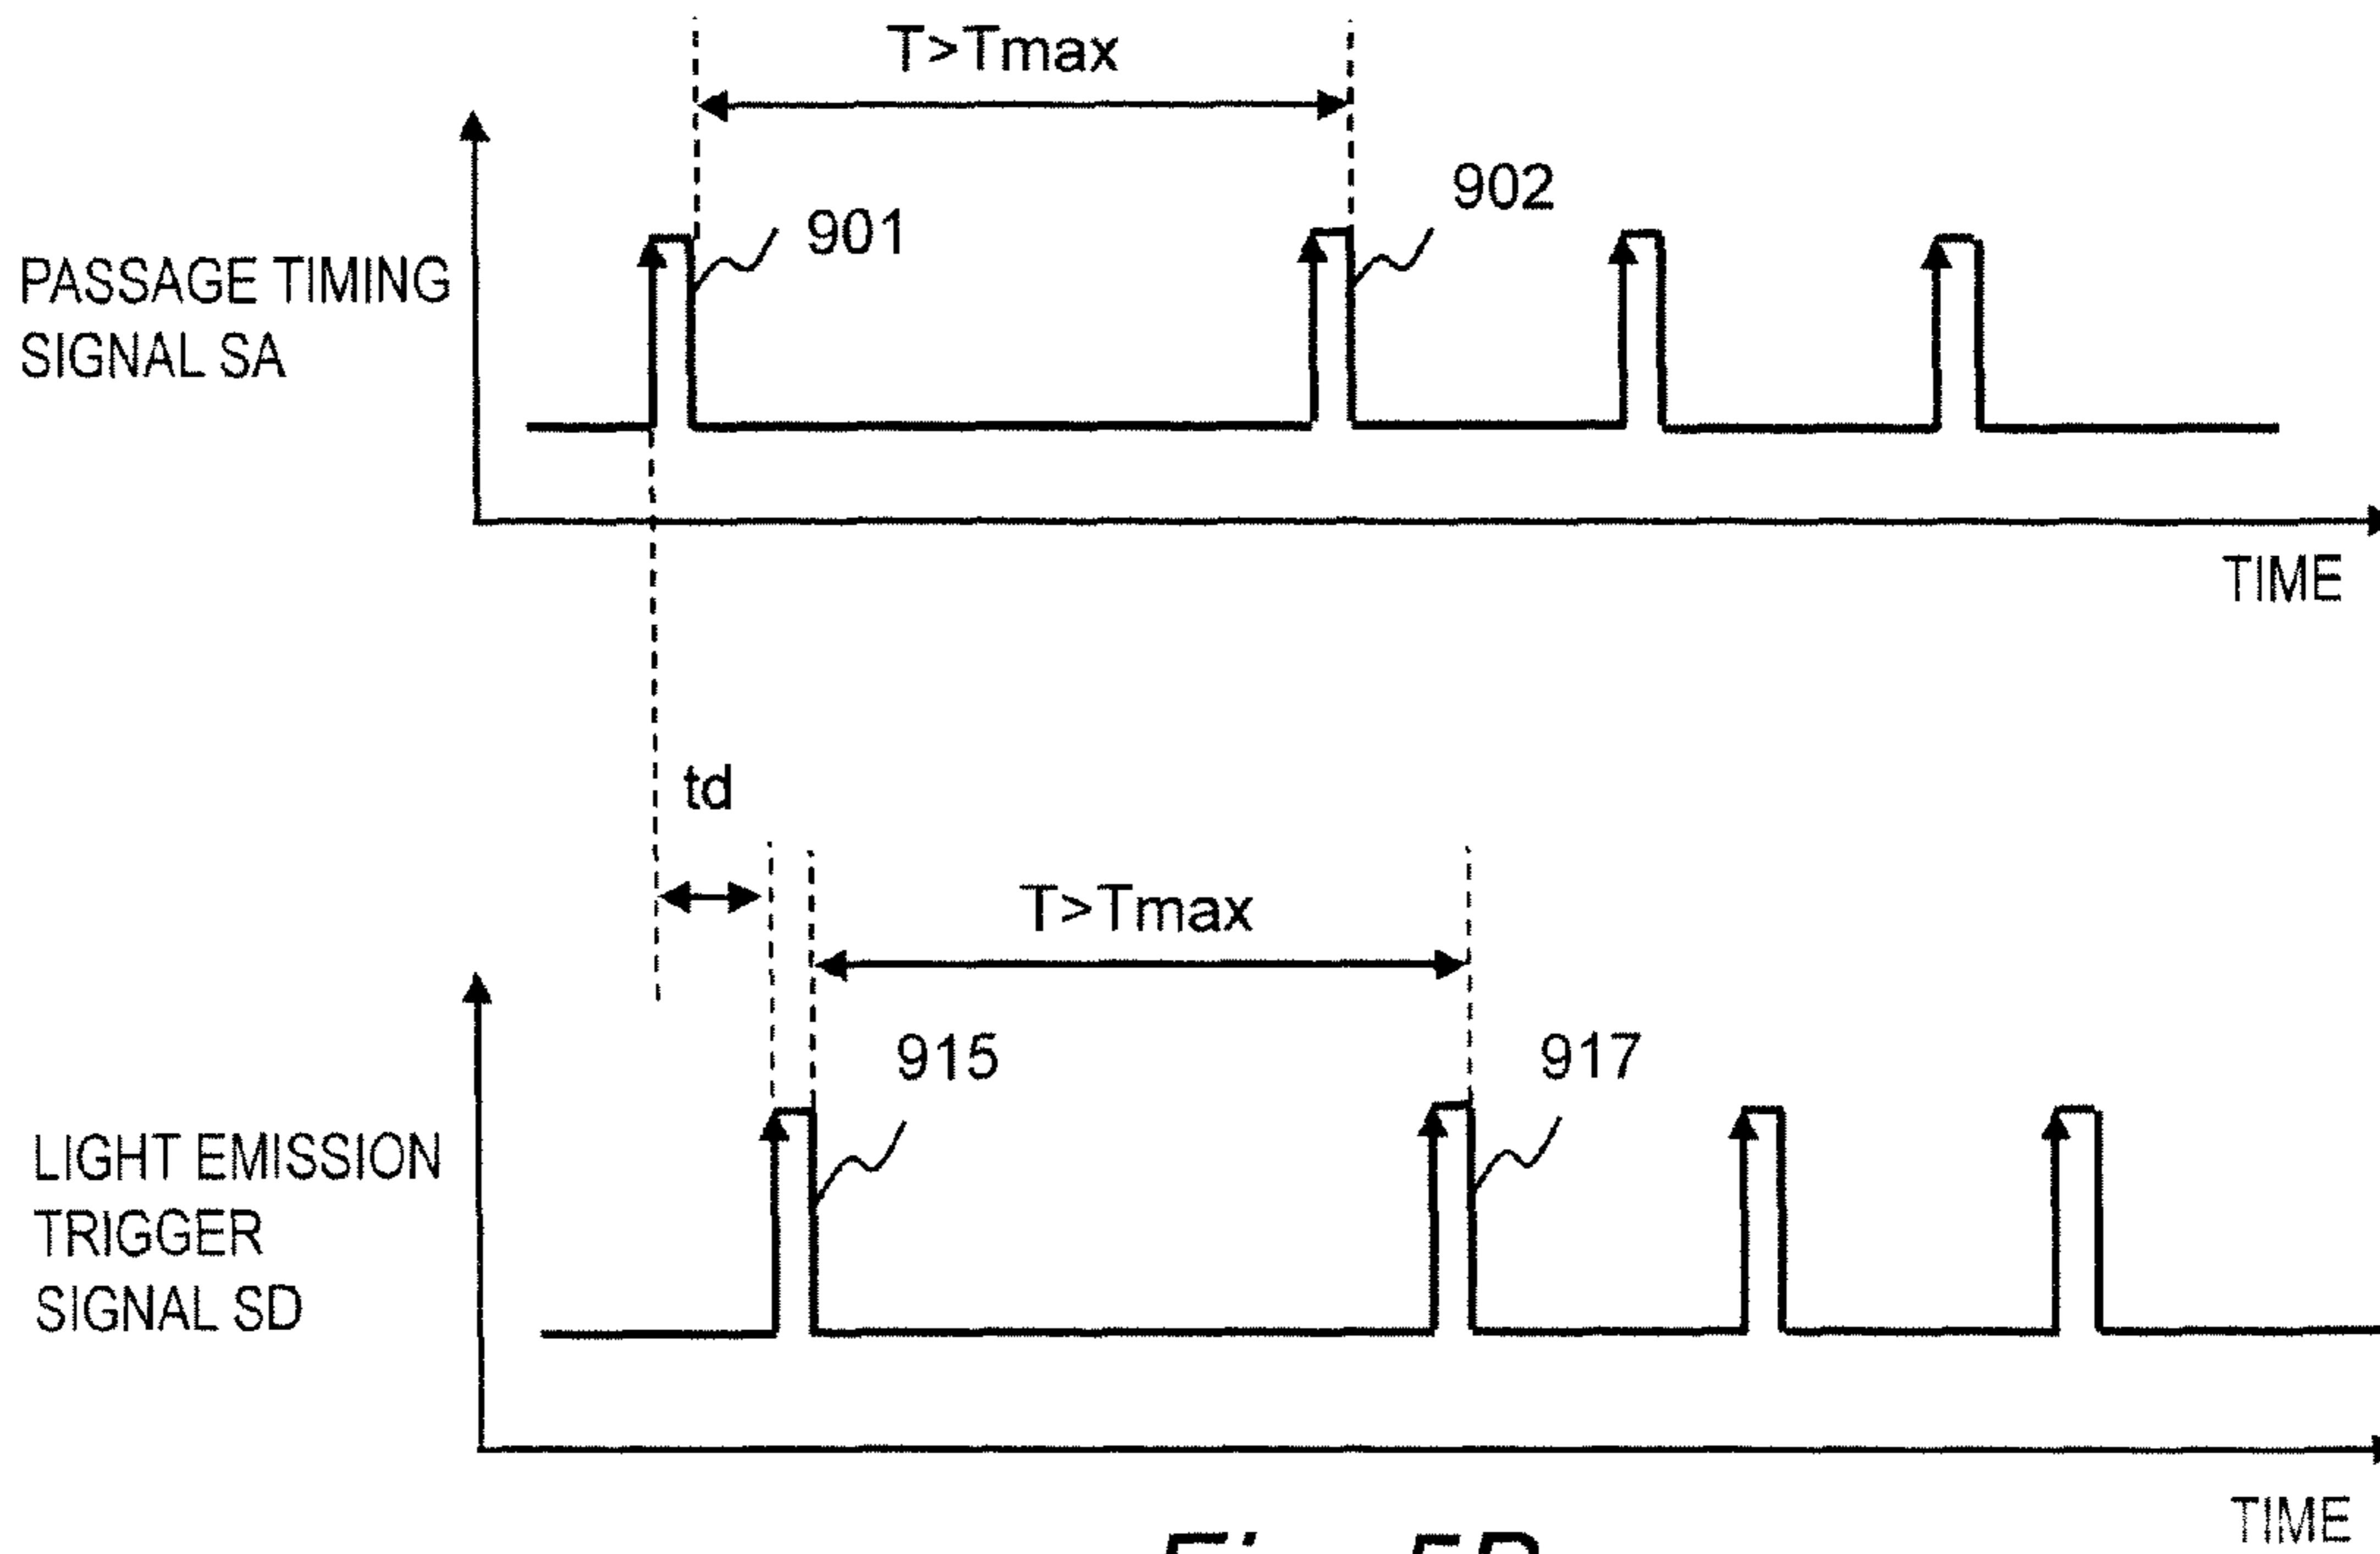 T>Tmax
901
902
PASSAGE TIMING
SIGNAL SA
TIME
td
T>Tmax
915
917
LIGHT EMISSION
TRIGGER
SIGNAL SD
TIME